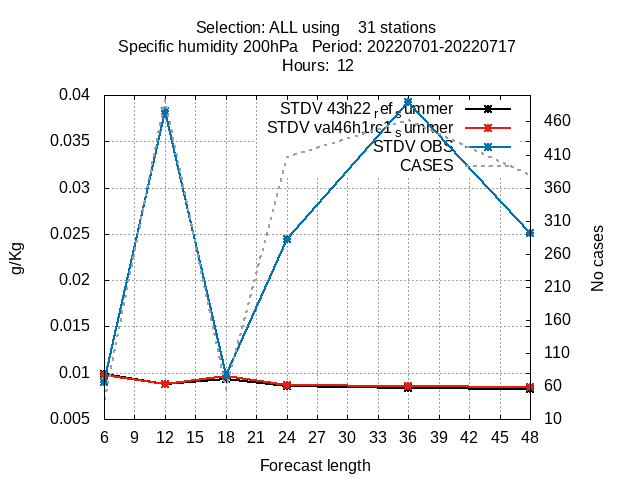 Selection: ALL using 31 stations
Specific humidity 200hPa Period: 20220701-20220717
Hours: 12
STDV 43h22_ref_summer
STDV val46h1rc1_summer
STDV OBS
CASES
g/Kg
0.04
0.035
0.03
0.025
0.02
0.015
0.01
0.005
460
410
360
310
260
210
160
110
60
10
No cases
6 9 12 15 18 21 24 27 30 33 36 39 42 45 48
Forecast length